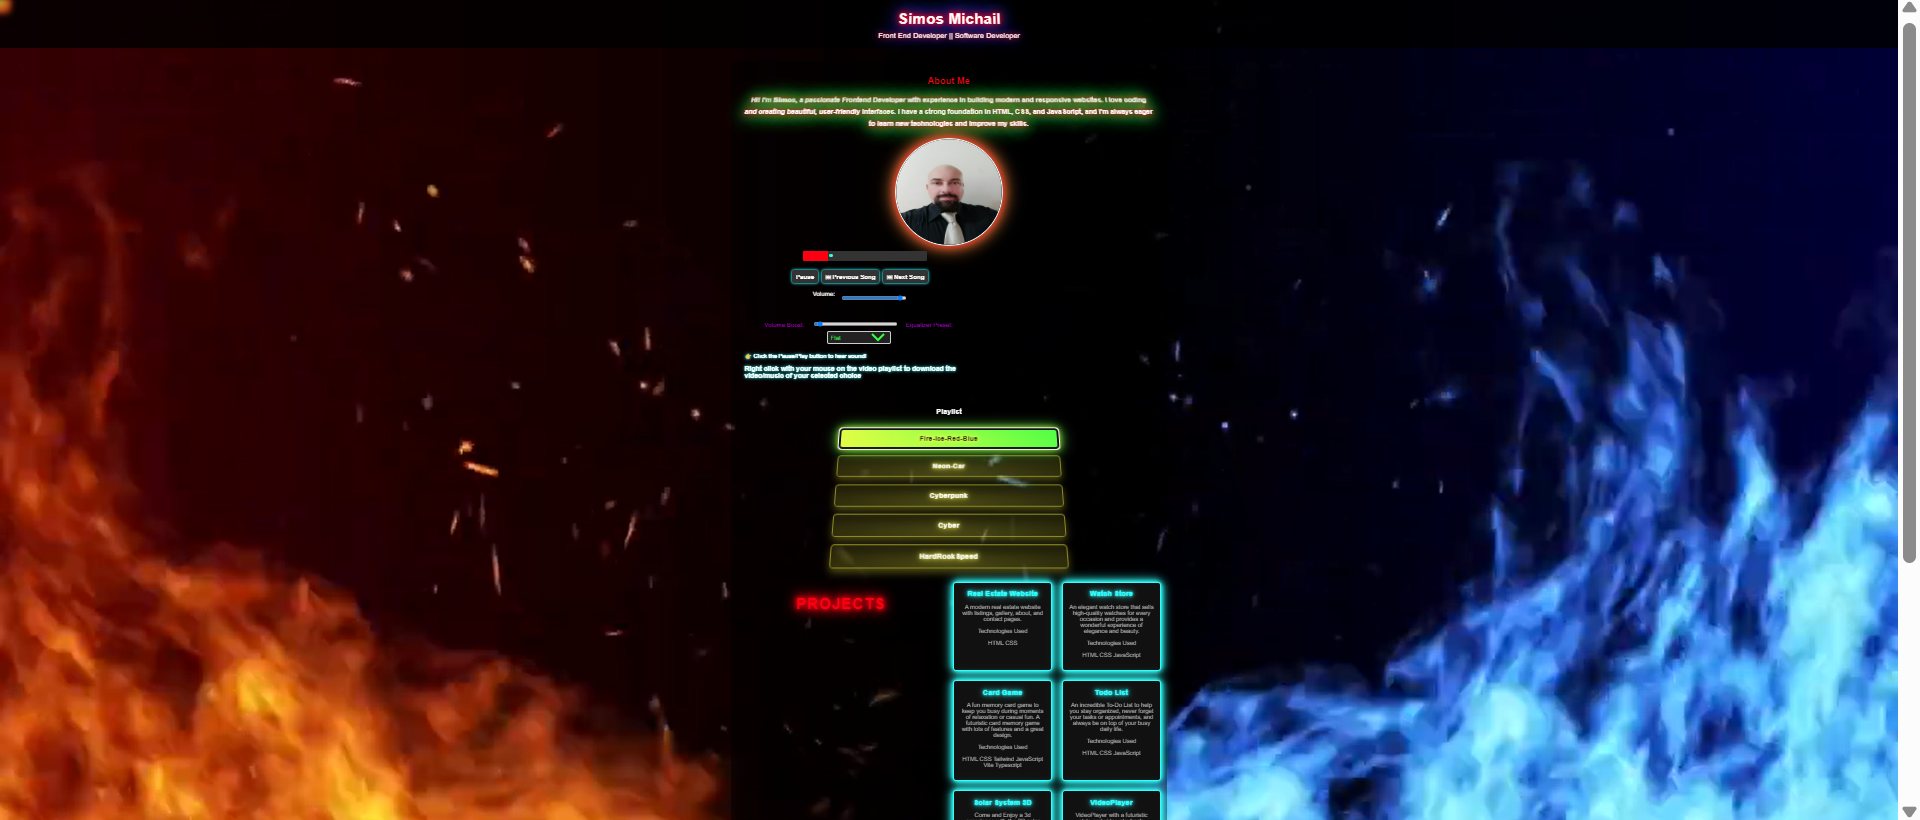 Simos Michail
Front End Developer || Software Developer
About Me
Hi! I'm Simos, a passionate Frontend Developer with experience in building modern and responsive websites. I love coding
and creating beautiful, user-friendly interfaces. I have a strong foundation in HTML, CSS, and JavaScript, and I'm always eager
to learn new technologies and improve my skills.
Pause
Previous Song
Next Song
Volume:
Volume Boost
Equalizer Preset
Flat
Click the Pause/Play button to hear sound!
Right click with your mouse on the video playlist to download the
video/music of your selected choice
Playlist
Fire-Ice-Red-Blue
Neon-Car
Cyberpunk
Cyber
HardRock Speed
PROJECTS
Real Estate Website
A modern real estate website
with listings, gallery, about, and
contact pages.
Technologies Used
HTML CSS
Watch Store
An elegant watch store that sells
high-quality watches for every
occasion and provides a
wonderful experience of
elegance and beauty.
Technologies Used
HTML CSS JavaScript
Card Game
A fun memory card game to
keep you busy during moments
of relaxation or casual fun. A
futuristic card memory game
with lots of features and a great
design.
Technologies Used
HTML CSS Tailwind JavaScript
Vite Typescript
Todo List
An incredible To-Do List to help
you stay organized, never forget
your tasks or appointments, and
always be on top of your busy
daily life.
Technologies Used
HTML CSS JavaScript
Solar System 3D
Come and Enjoy a 3d
VideoPlayer
VideoPlayer with a futuristic